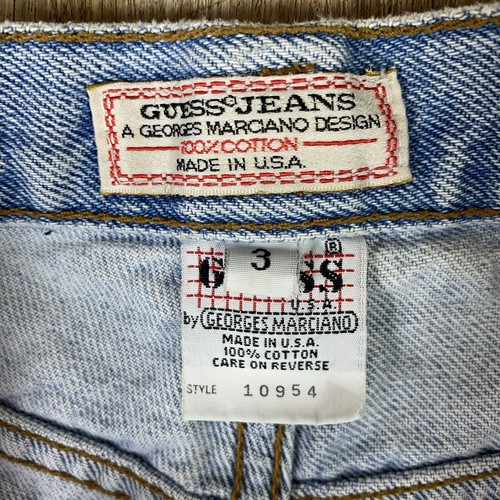 GUESS® JEANS
A GEORGES MARCIANO DESIGN
100% COTTON
MADE IN U.S.A.
3
®
U.S.A.
by GEORGES MARCIANO
MADE IN U.S.A.
100% COTTON
CARE ON REVERSE
STYLE 10954